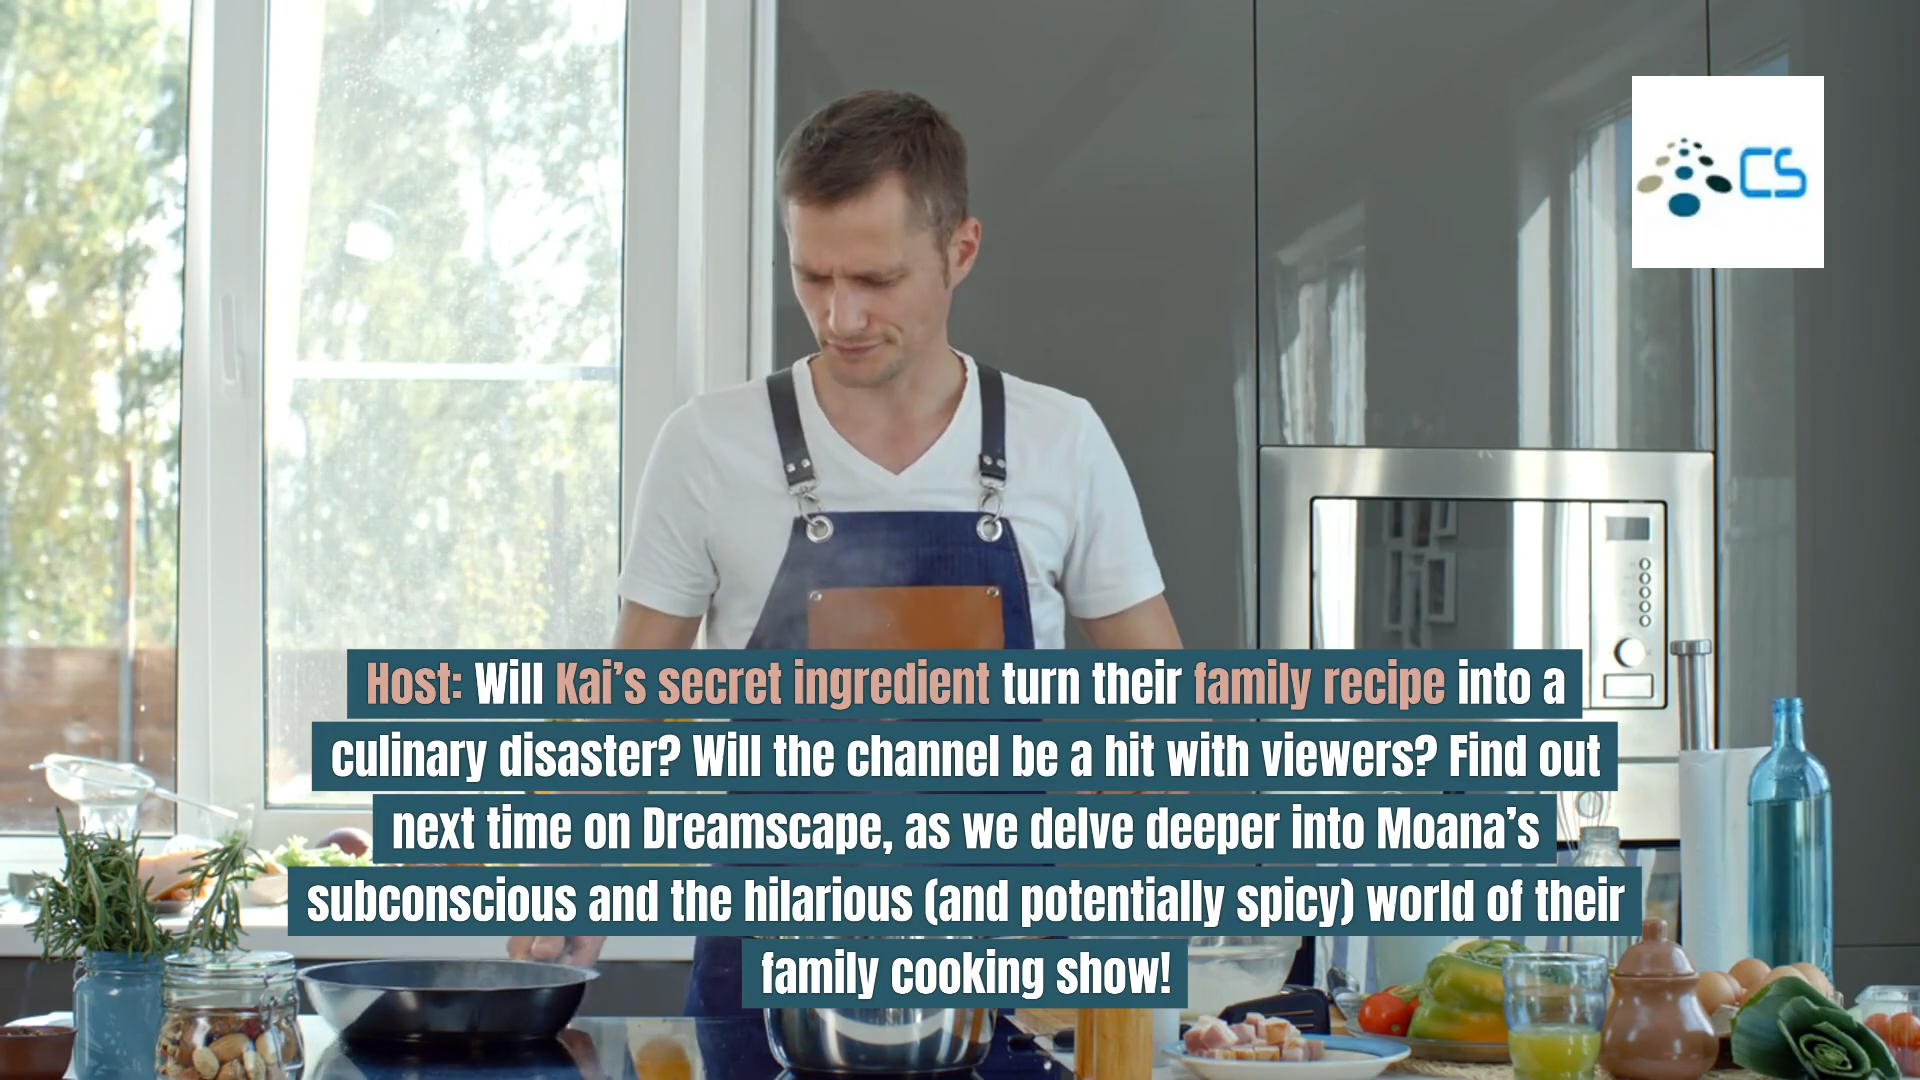 CS
Host: Will Kai’s secret ingredient turn their family recipe into a
culinary disaster? Will the channel be a hit with viewers? Find out
next time on Dreamscape, as we delve deeper into Moana’s
subconscious and the hilarious (and potentially spicy) world of their
family cooking show!